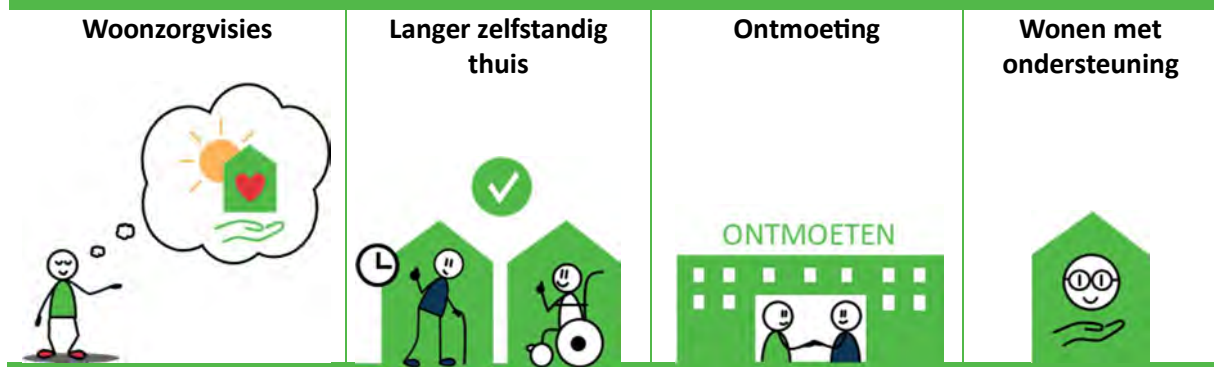 Woonzorgvisies
Langer zelfstandig
thuis
Ontmoeting
Wonen met
ondersteuning
ONTMOETEN